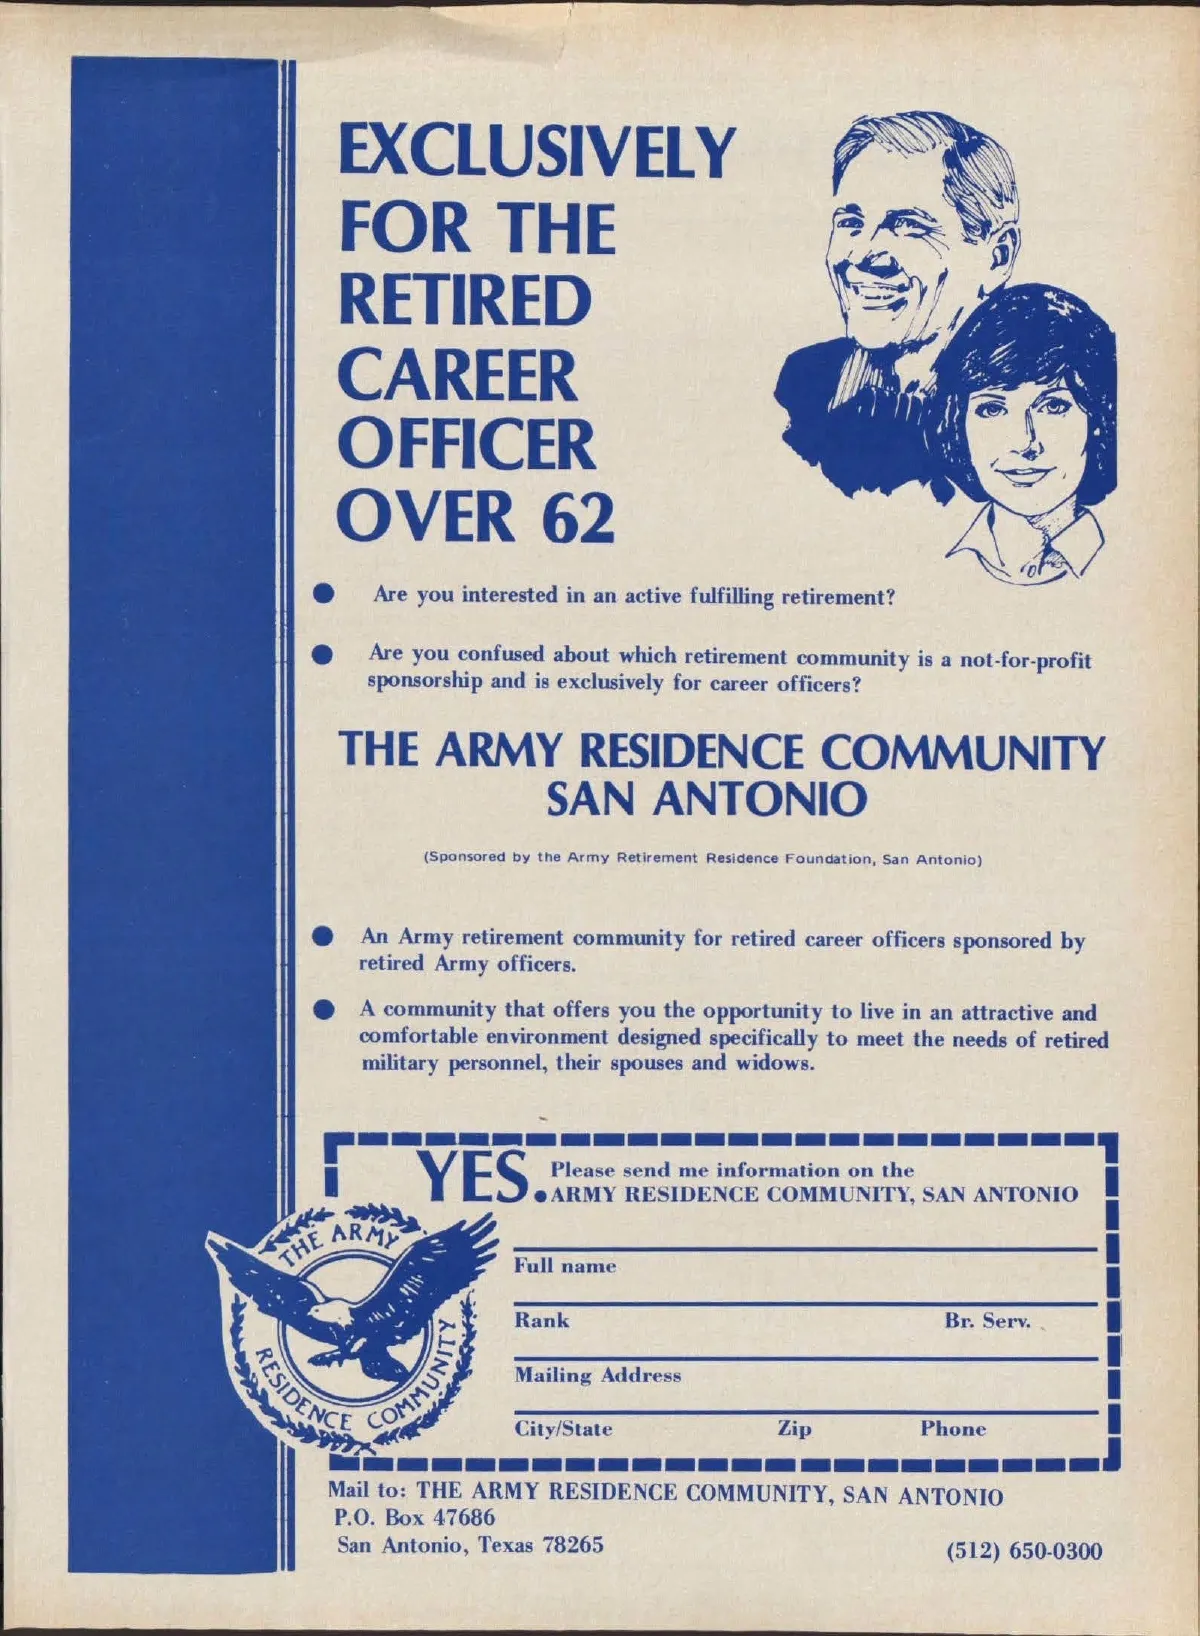 EXCLUSIVELY
FOR THE
RETIRED
CAREER
OFFICER
OVER 62
● Are you interested in an active fulfilling retirement?
● Are you confused about which retirement community is a not-for-profit
sponsorship and is exclusively for career officers?
THE ARMY RESIDENCE COMMUNITY
SAN ANTONIO
(Sponsored by the Army Retirement Residence Foundation, San Antonio)
● An Army retirement community for retired career officers sponsored by
retired Army officers.
● A community that offers you the opportunity to live in an attractive and
comfortable environment designed specifically to meet the needs of retired
military personnel, their spouses and widows.
YES. Please send me information on the
● ARMY RESIDENCE COMMUNITY, SAN ANTONIO
THE ARMY
RESIDENCE COMMUNITY
Full name
Rank Br. Serv.
Mailing Address
City/State Zip Phone
Mail to: THE ARMY RESIDENCE COMMUNITY, SAN ANTONIO
P.O. Box 47686
San Antonio, Texas 78265
(512) 650-0300